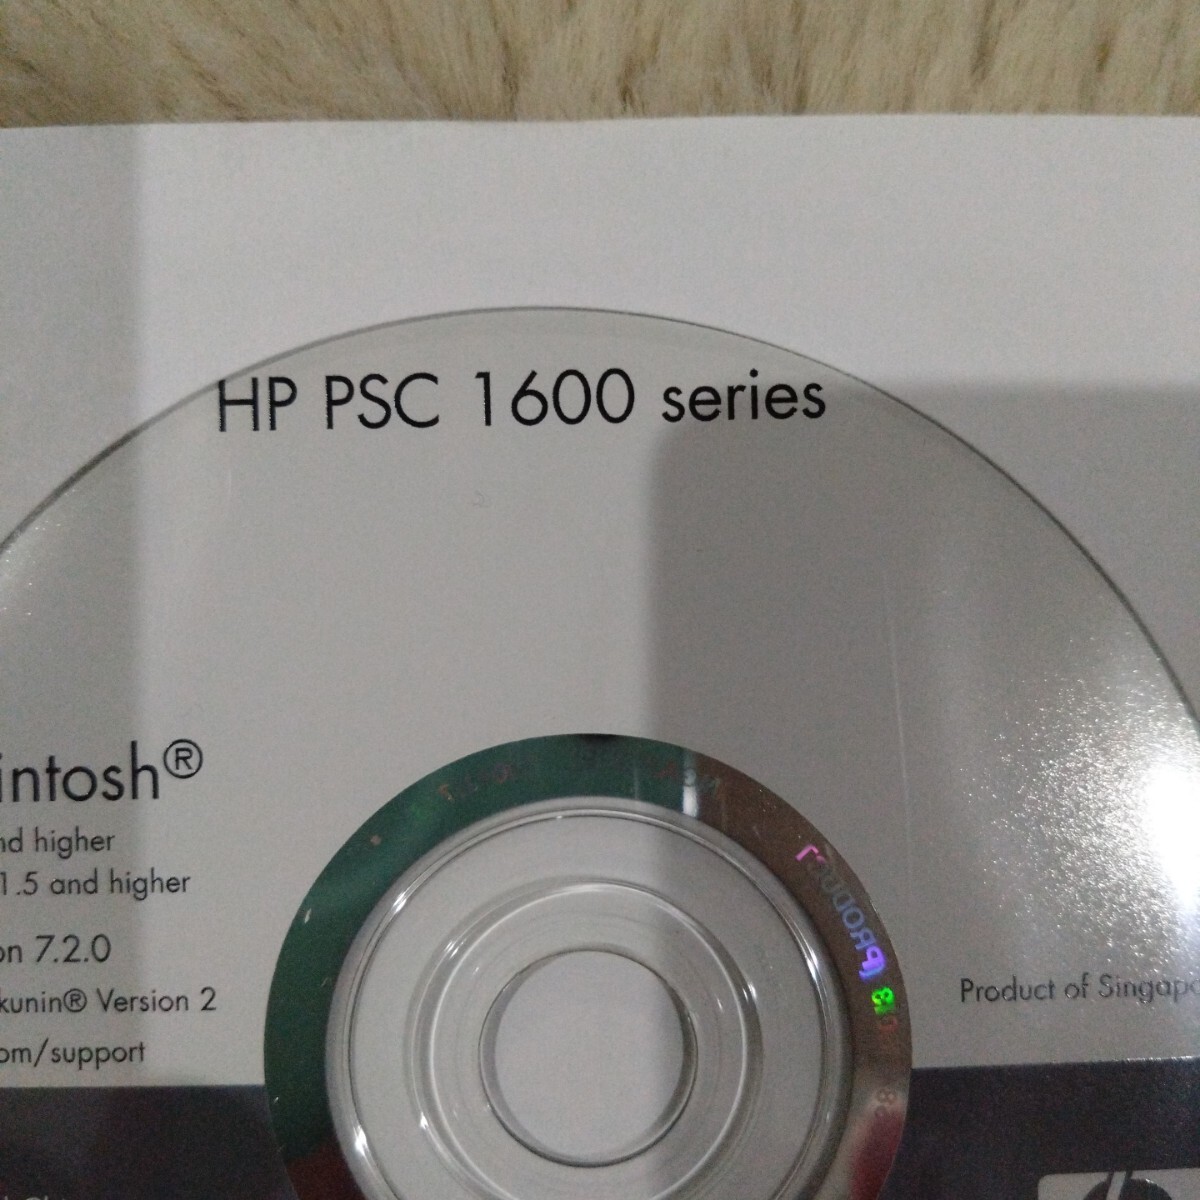 HP PSC 1600 series
intosh®
nd higher
1.5 and higher
on 7.2.0
kunin® Version 2
om/support
Product of Singapo
hp